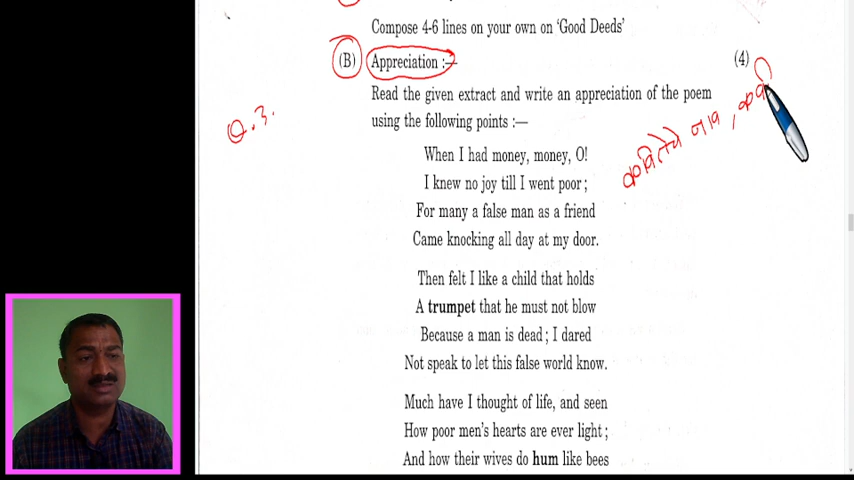 Compose 4-6 lines on your own on 'Good Deeds'
(B) Appreciation :— (4)
Q.3.
Read the given extract and write an appreciation of the poem
using the following points :—
कवितेचे नाव, कवि
When I had money, money, O!
I knew no joy till I went poor ;
For many a false man as a friend
Came knocking all day at my door.
Then felt I like a child that holds
A trumpet that he must not blow
Because a man is dead ; I dared
Not speak to let this false world know.
Much have I thought of life, and seen
How poor men's hearts are ever light ;
And how their wives do hum like bees